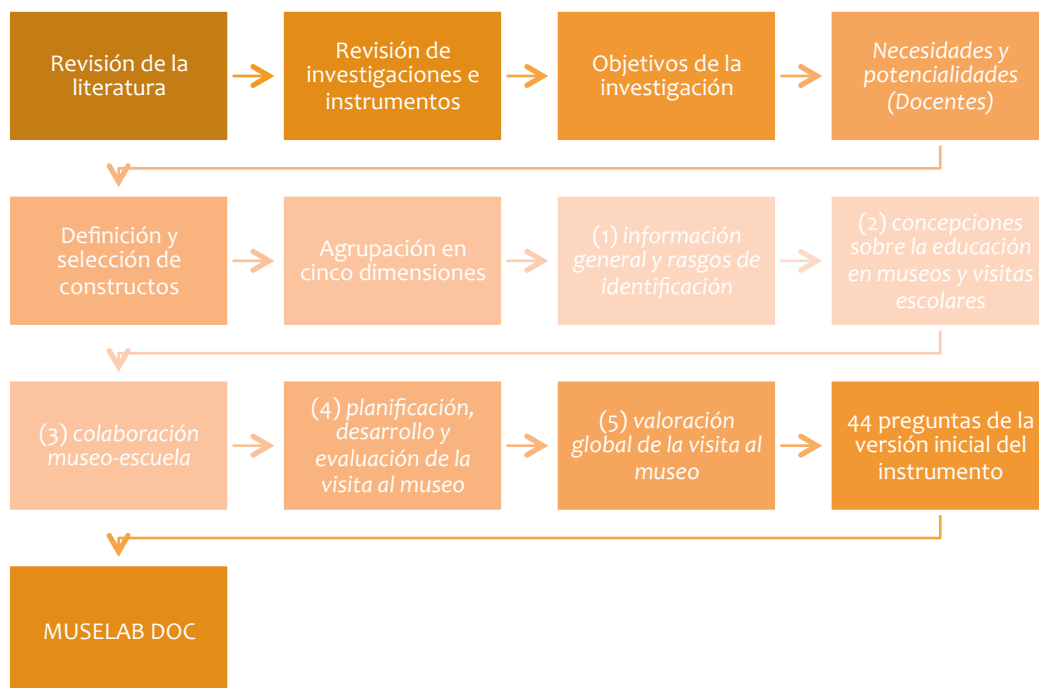 Revisión de la
literatura
Revisión de
investigaciones e
instrumentos
Objetivos de la
investigación
Necesidades y
potencialidades
(Docentes)
Definición y
selección de
constructos
Agrupación en
cinco dimensiones
(1) información
general y rasgos de
identificación
(2) concepciones
sobre la educación
en museos y visitas
escolares
(3) colaboración
museo-escuela
(4) planificación,
desarrollo y
evaluación de la
visita al museo
(5) valoración
global de la visita al
museo
44 preguntas de la
versión inicial del
instrumento
MUSELAB DOC